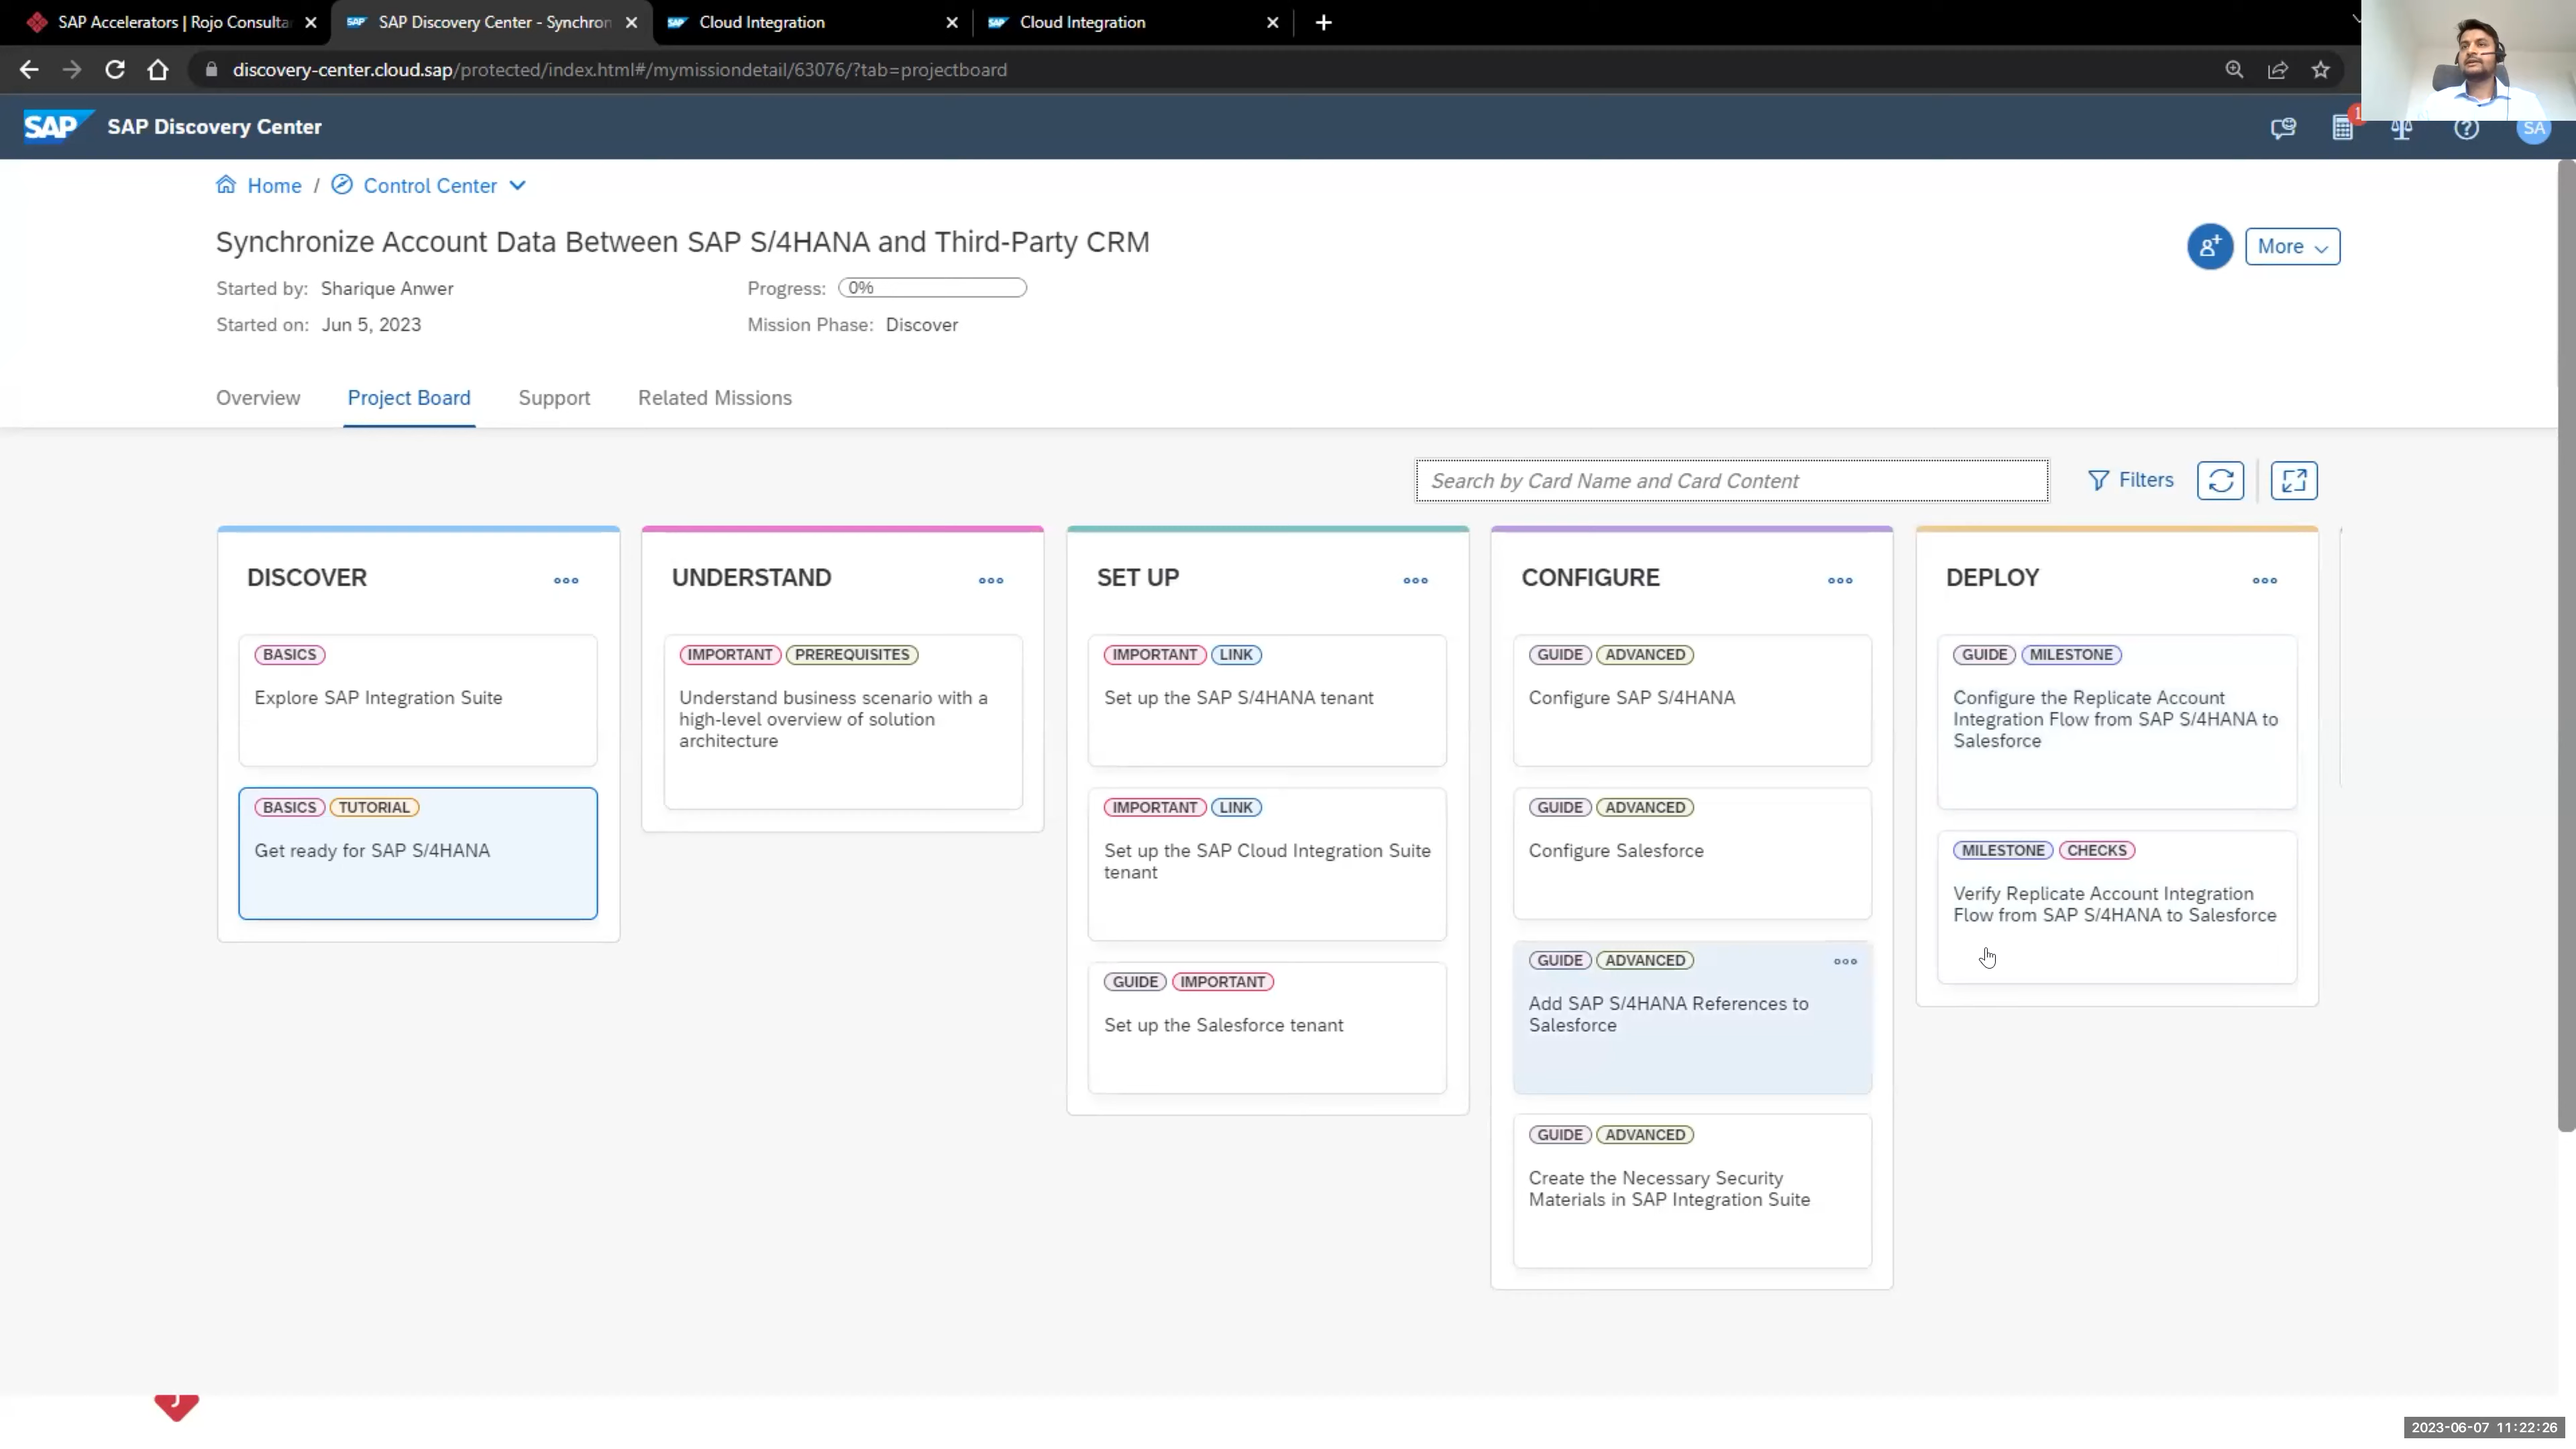 SAP Accelerators | Rojo Consulta
SAP Discovery Center - Synchron
Cloud Integration
Cloud Integration
discovery-center.cloud.sap/protected/index.html#/mymissiondetail/63076/?tab=projectboard
SAP
SAP Discovery Center
1
SA
Home / Control Center
Synchronize Account Data Between SAP S/4HANA and Third-Party CRM
More
Started by: Sharique Anwer
Progress: 0%
Started on: Jun 5, 2023
Mission Phase: Discover
Overview
Project Board
Support
Related Missions
Search by Card Name and Card Content
Filters
DISCOVER
BASICS
Explore SAP Integration Suite
BASICS TUTORIAL
Get ready for SAP S/4HANA
UNDERSTAND
IMPORTANT PREREQUISITES
Understand business scenario with a
high-level overview of solution
architecture
SET UP
IMPORTANT LINK
Set up the SAP S/4HANA tenant
IMPORTANT LINK
Set up the SAP Cloud Integration Suite
tenant
GUIDE IMPORTANT
Set up the Salesforce tenant
CONFIGURE
GUIDE ADVANCED
Configure SAP S/4HANA
GUIDE ADVANCED
Configure Salesforce
GUIDE ADVANCED
Add SAP S/4HANA References to
Salesforce
GUIDE ADVANCED
Create the Necessary Security
Materials in SAP Integration Suite
DEPLOY
GUIDE MILESTONE
Configure the Replicate Account
Integration Flow from SAP S/4HANA to
Salesforce
MILESTONE CHECKS
Verify Replicate Account Integration
Flow from SAP S/4HANA to Salesforce
2023-06-07 11:22:26